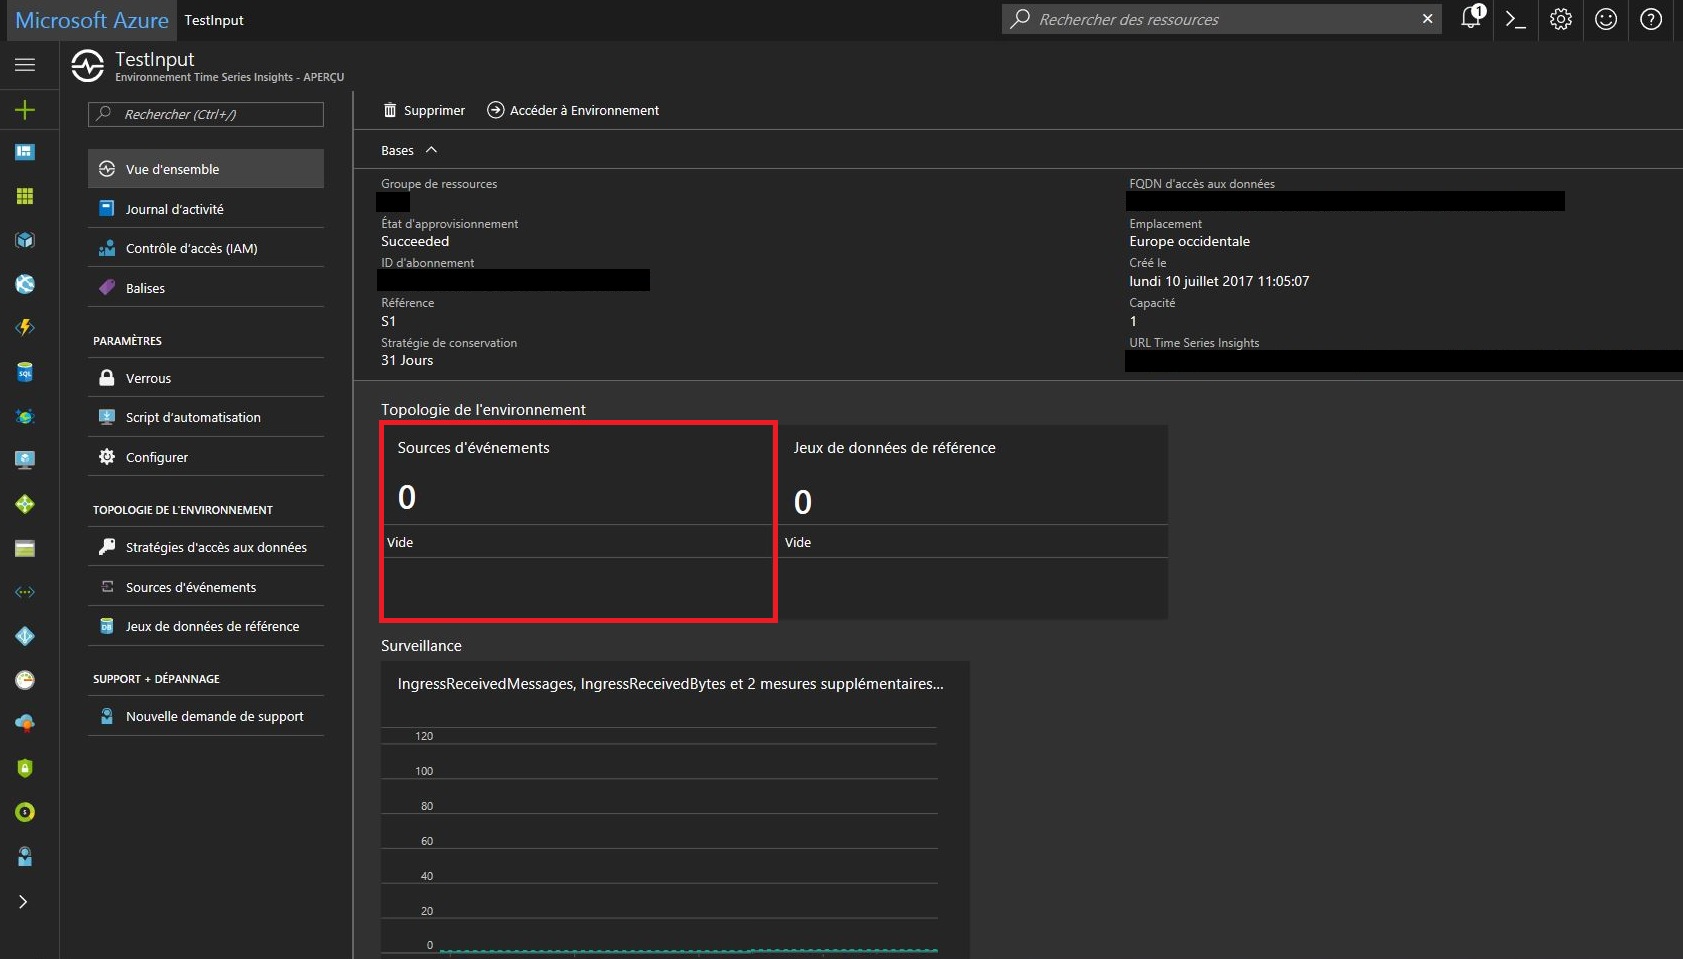 Microsoft Azure TestInput
Rechercher des ressources
1
TestInput
Environnement Time Series Insights - APERÇU
Rechercher (Ctrl+/)
Vue d'ensemble
Journal d'activité
Contrôle d'accès (IAM)
Balises
PARAMÈTRES
Verrous
Script d'automatisation
Configurer
TOPOLOGIE DE L'ENVIRONNEMENT
Stratégies d'accès aux données
Sources d'événements
Jeux de données de référence
SUPPORT + DÉPANNAGE
Nouvelle demande de support
Supprimer
Accéder à Environnement
Bases
Groupe de ressources
État d'approvisionnement
Succeeded
ID d'abonnement
Référence
S1
Stratégie de conservation
31 Jours
FQDN d'accès aux données
Emplacement
Europe occidentale
Créé le
lundi 10 juillet 2017 11:05:07
Capacité
1
URL Time Series Insights
Topologie de l'environnement
Sources d'événements
0
Vide
Jeux de données de référence
0
Vide
Surveillance
IngressReceivedMessages, IngressReceivedBytes et 2 mesures supplémentaires...
120
100
80
60
40
20
0